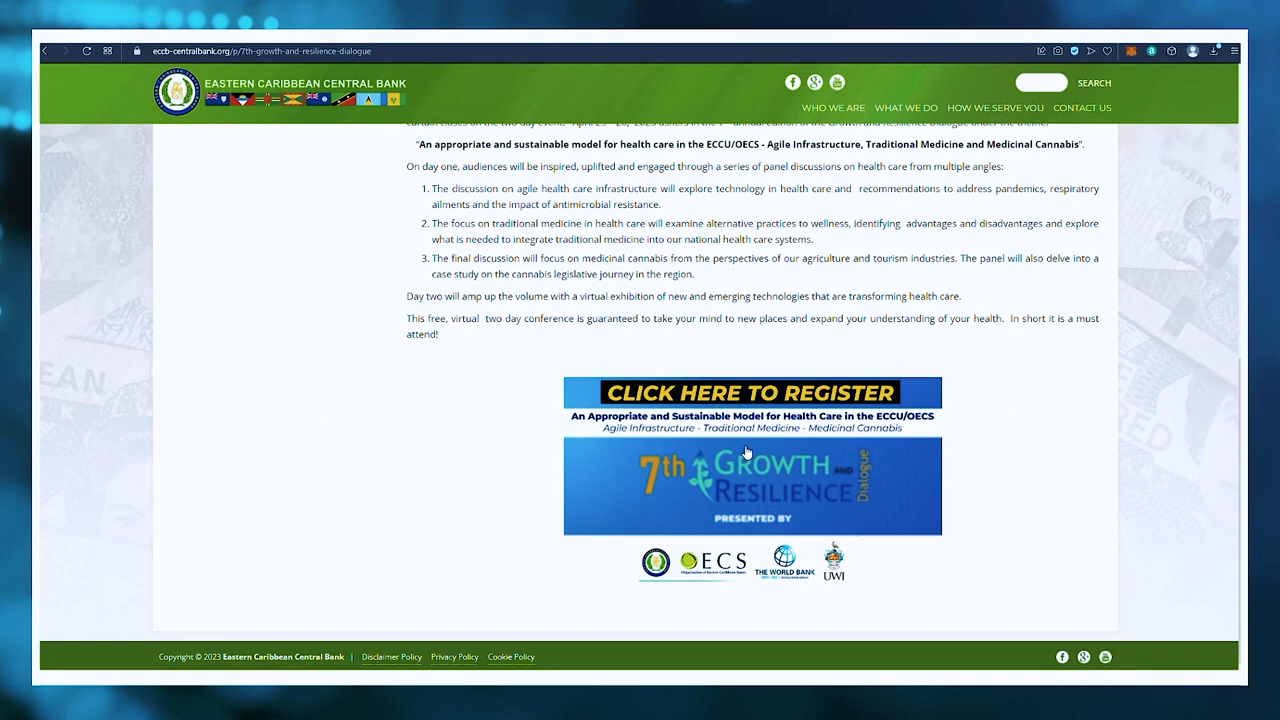 eccb-centralbank.org/p/7th-growth-and-resilience-dialogue
EASTERN CARIBBEAN CENTRAL BANK
SEARCH
WHO WE ARE WHAT WE DO HOW WE SERVE YOU CONTACT US
"An appropriate and sustainable model for health care in the ECCU/OECS - Agile Infrastructure, Traditional Medicine and Medicinal Cannabis".
On day one, audiences will be inspired, uplifted and engaged through a series of panel discussions on health care from multiple angles:
1. The discussion on agile health care infrastructure will explore technology in health care and recommendations to address pandemics, respiratory
ailments and the impact of antimicrobial resistance.
2. The focus on traditional medicine in health care will examine alternative practices to wellness, identifying advantages and disadvantages and explore
what is needed to integrate traditional medicine into our national health care systems.
3. The final discussion will focus on medicinal cannabis from the perspectives of our agriculture and tourism industries. The panel will also delve into a
case study on the cannabis legislative journey in the region.
Day two will amp up the volume with a virtual exhibition of new and emerging technologies that are transforming health care.
This free, virtual two day conference is guaranteed to take your mind to new places and expand your understanding of your health. In short it is a must
attend!
CLICK HERE TO REGISTER
An Appropriate and Sustainable Model for Health Care in the ECCU/OECS
Agile Infrastructure - Traditional Medicine - Medicinal Cannabis
7th GROWTH AND
RESILIENCE Dialogue
PRESENTED BY
OECS
Organisation of Eastern Caribbean States
THE WORLD BANK
UWI
Copyright © 2023 Eastern Caribbean Central Bank | Disclaimer Policy Privacy Policy Cookie Policy